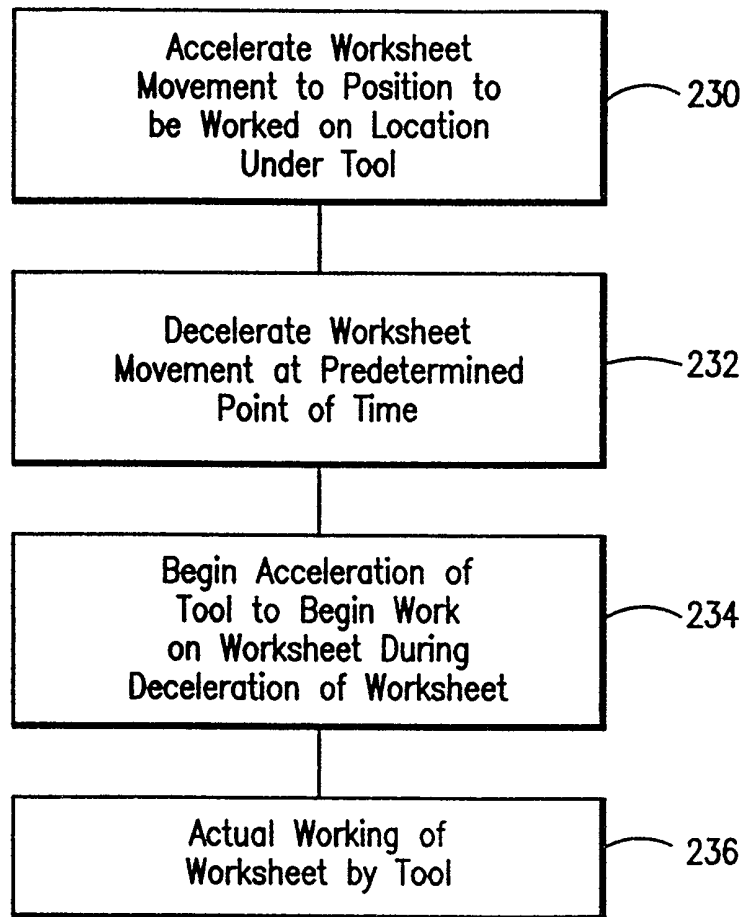 Accelerate Worksheet
Movement to Position to
be Worked on Location
Under Tool
230
Decelerate Worksheet
Movement at Predetermined
Point of Time
232
Begin Acceleration of
Tool to Begin Work
on Worksheet During
Deceleration of Worksheet
234
Actual Working of
Worksheet by Tool
236